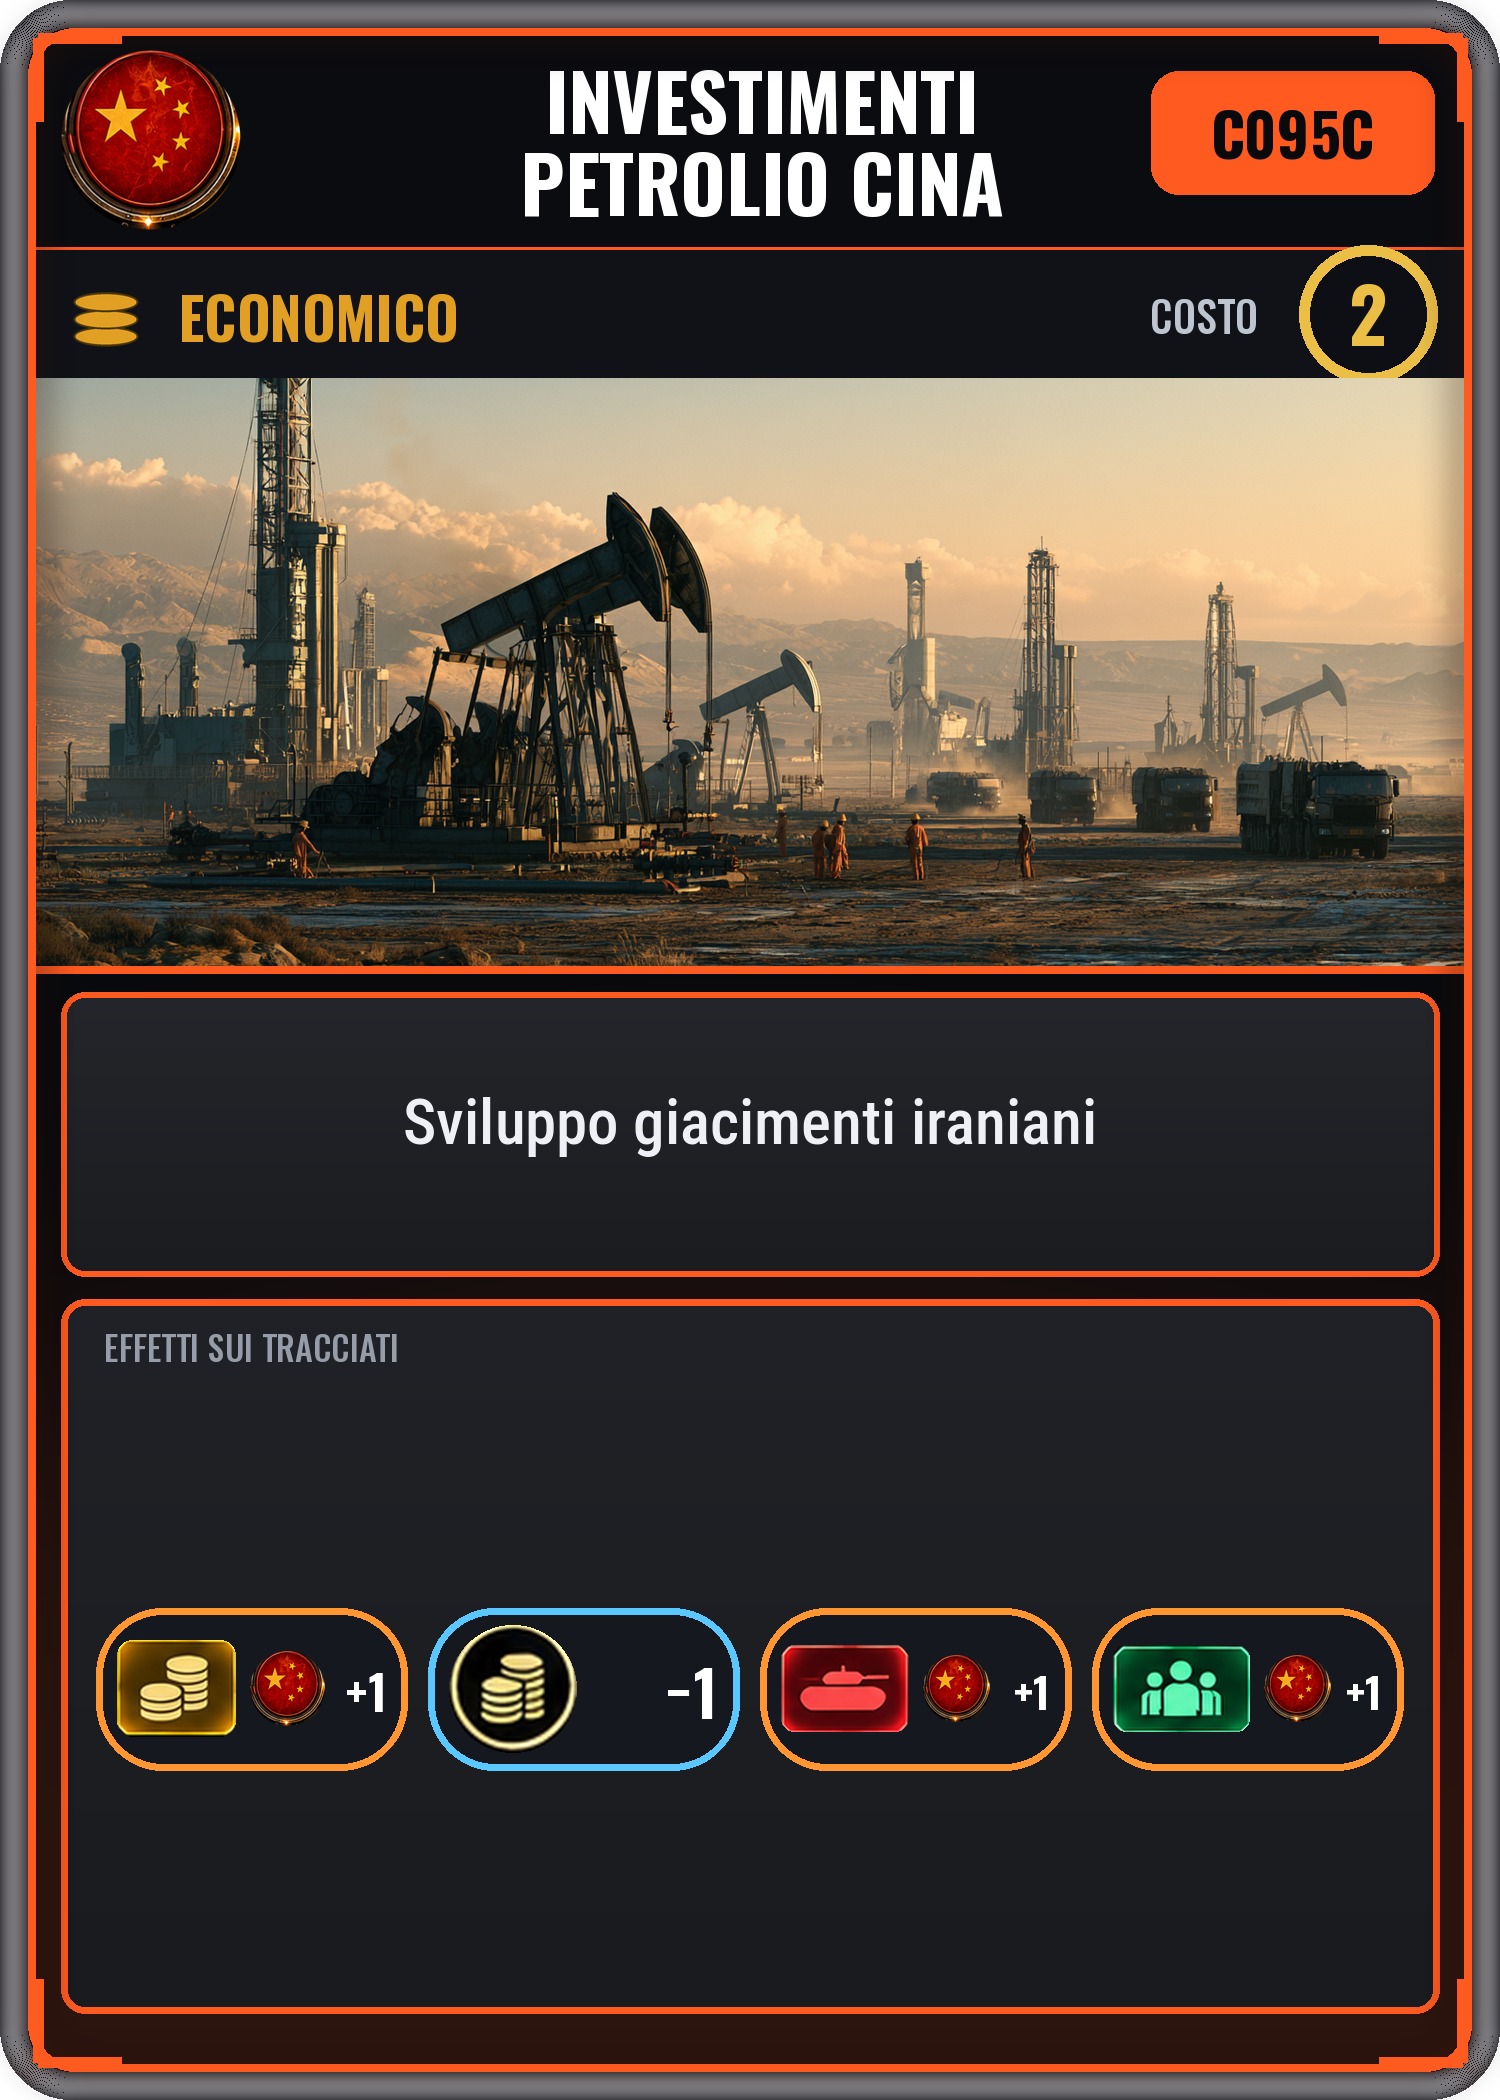 INVESTIMENTI
PETROLIO CINA
C095C
ECONOMICO
COSTO
2
Sviluppo giacimenti iraniani
EFFETTI SUI TRACCIATI
+1
-1
+1
+1